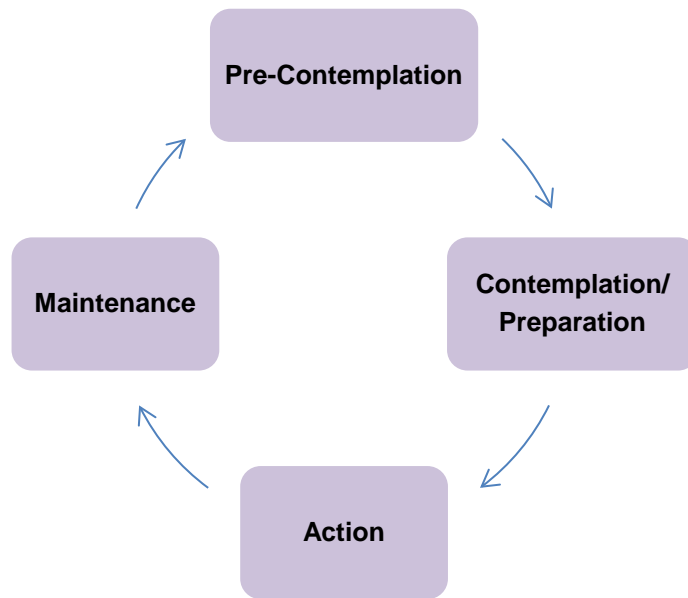 Pre-Contemplation
Contemplation/
Preparation
Maintenance
Action